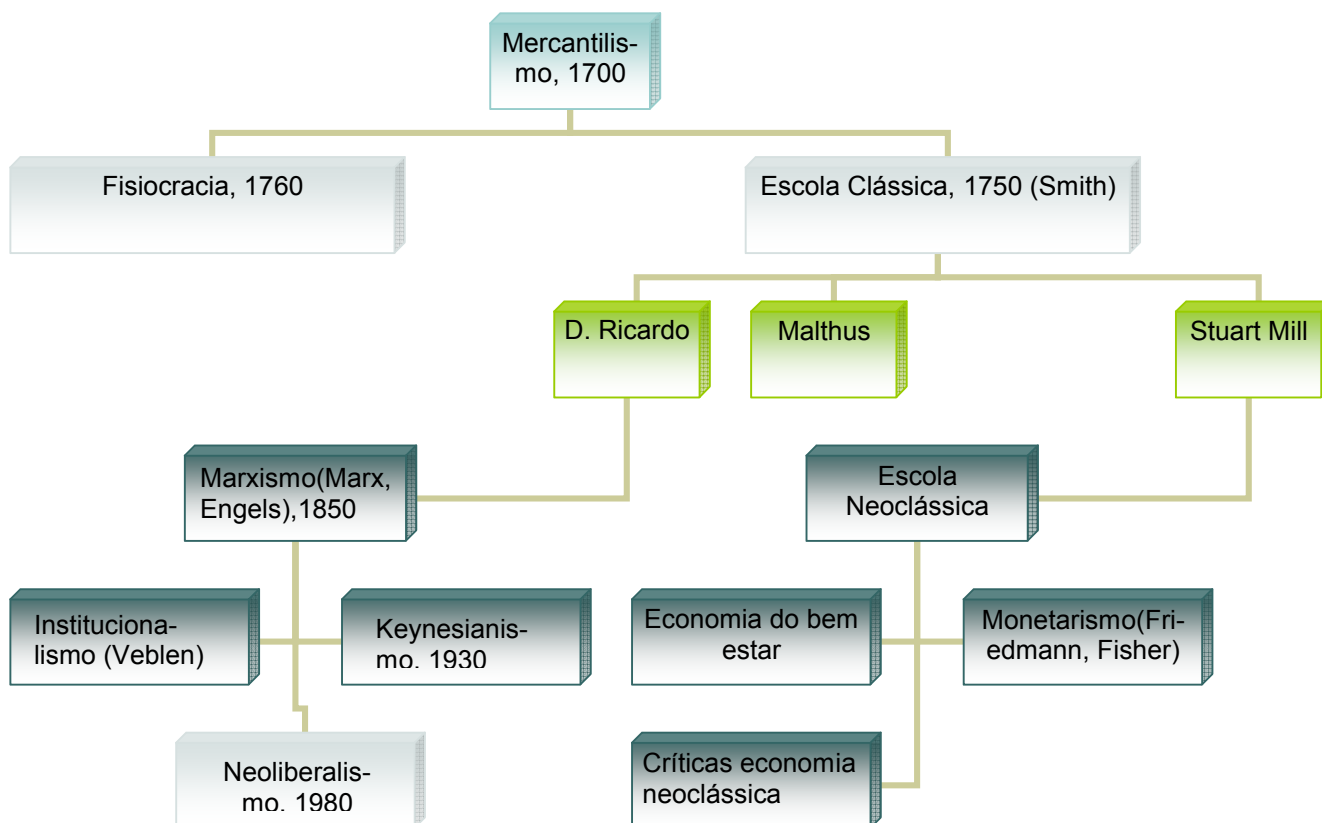 Mercantilis-
mo, 1700
Fisiocracia, 1760
Escola Clássica, 1750 (Smith)
D. Ricardo
Malthus
Stuart Mill
Marxismo(Marx,
Engels),1850
Escola
Neoclássica
Instituciona-
lismo (Veblen)
Keynesianis-
mo. 1930
Economia do bem
estar
Monetarismo(Fri-
edmann, Fisher)
Neoliberalis-
mo. 1980
Críticas economia
neoclássica